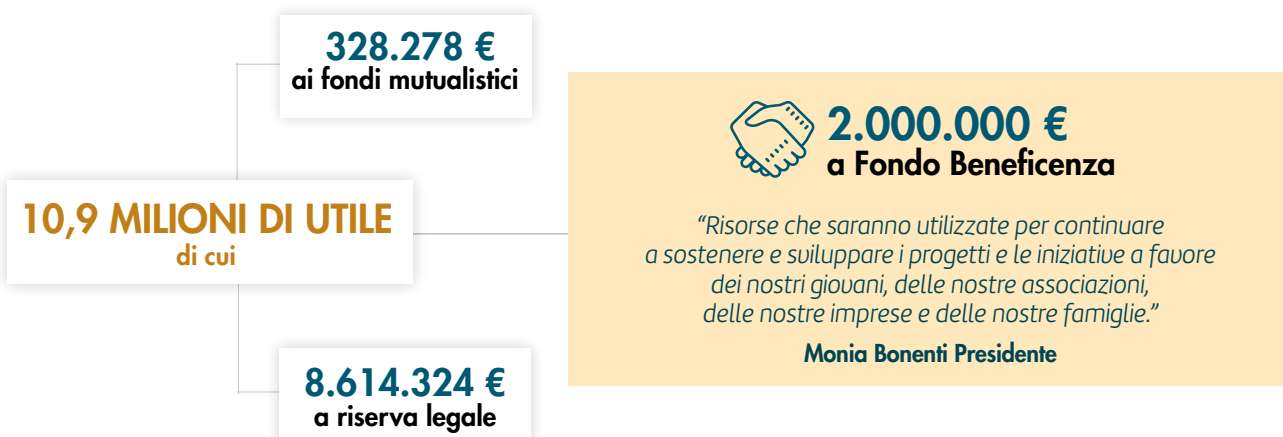 328.278 €
ai fondi mutualistici
10,9 MILIONI DI UTILE
di cui
2.000.000 €
a Fondo Beneficenza
“Risorse che saranno utilizzate per continuare
a sostenere e sviluppare i progetti e le iniziative a favore
dei nostri giovani, delle nostre associazioni,
delle nostre imprese e delle nostre famiglie.”
Monia Bonenti Presidente
8.614.324 €
a riserva legale